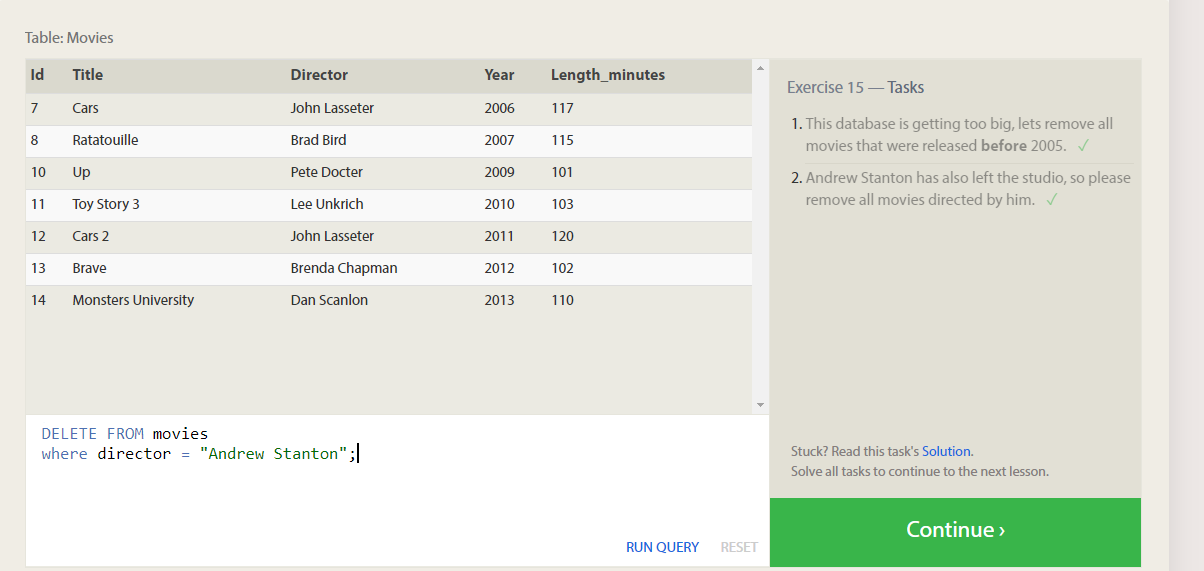 Table: Movies
Id Title Director Year Length_minutes
7 Cars John Lasseter 2006 117
8 Ratatouille Brad Bird 2007 115
10 Up Pete Docter 2009 101
11 Toy Story 3 Lee Unkrich 2010 103
12 Cars 2 John Lasseter 2011 120
13 Brave Brenda Chapman 2012 102
14 Monsters University Dan Scanlon 2013 110
DELETE FROM movies
where director = "Andrew Stanton";
RUN QUERY RESET
Exercise 15 — Tasks
1. This database is getting too big, lets remove all
movies that were released before 2005. ✓
2. Andrew Stanton has also left the studio, so please
remove all movies directed by him. ✓
Stuck? Read this task's Solution.
Solve all tasks to continue to the next lesson.
Continue ›